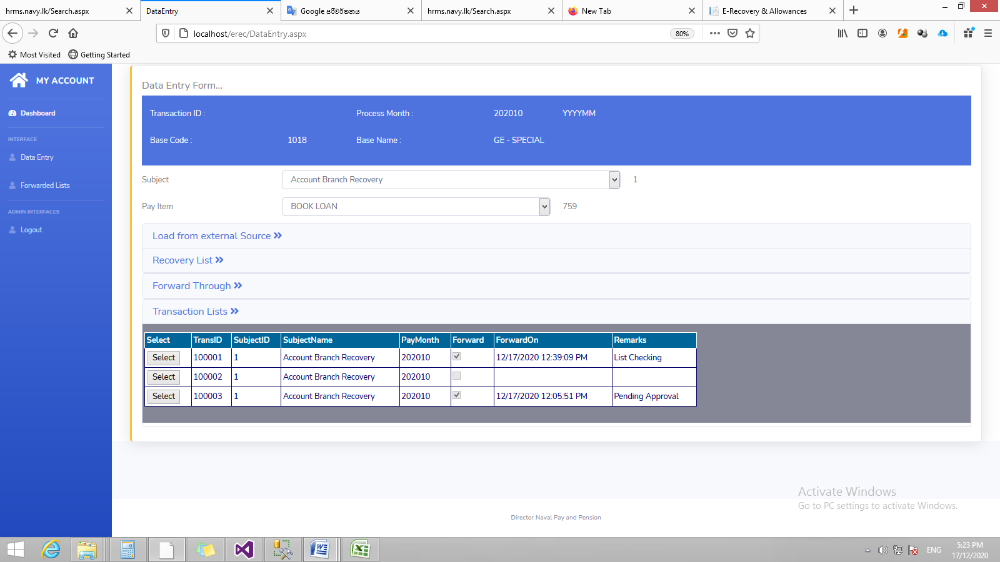 hrms.navy.lk/Search.aspx
DataEntry
Google පරිවර්තනය
hrms.navy.lk/Search.aspx
New Tab
E-Recovery & Allowances
localhost/erec/DataEntry.aspx
80%
Most Visited
Getting Started
MY ACCOUNT
Dashboard
INTERFACE
Data Entry
Forwarded Lists
ADMIN INTERFACES
Logout
Data Entry Form...
Transaction ID : Process Month : 202010 YYYYMM
Base Code : 1018 Base Name : GE - SPECIAL
Subject Account Branch Recovery 1
Pay Item BOOK LOAN 759
Load from external Source
Recovery List
Forward Through
Transaction Lists
Select TransID SubjectID SubjectName PayMonth Forward ForwardOn Remarks
Select 100001 1 Account Branch Recovery 202010 12/17/2020 12:39:09 PM List Checking
Select 100002 1 Account Branch Recovery 202010
Select 100003 1 Account Branch Recovery 202010 12/17/2020 12:05:51 PM Pending Approval
Activate Windows
Go to PC settings to activate Windows.
Director Naval Pay and Pension
ENG
5:23 PM
17/12/2020